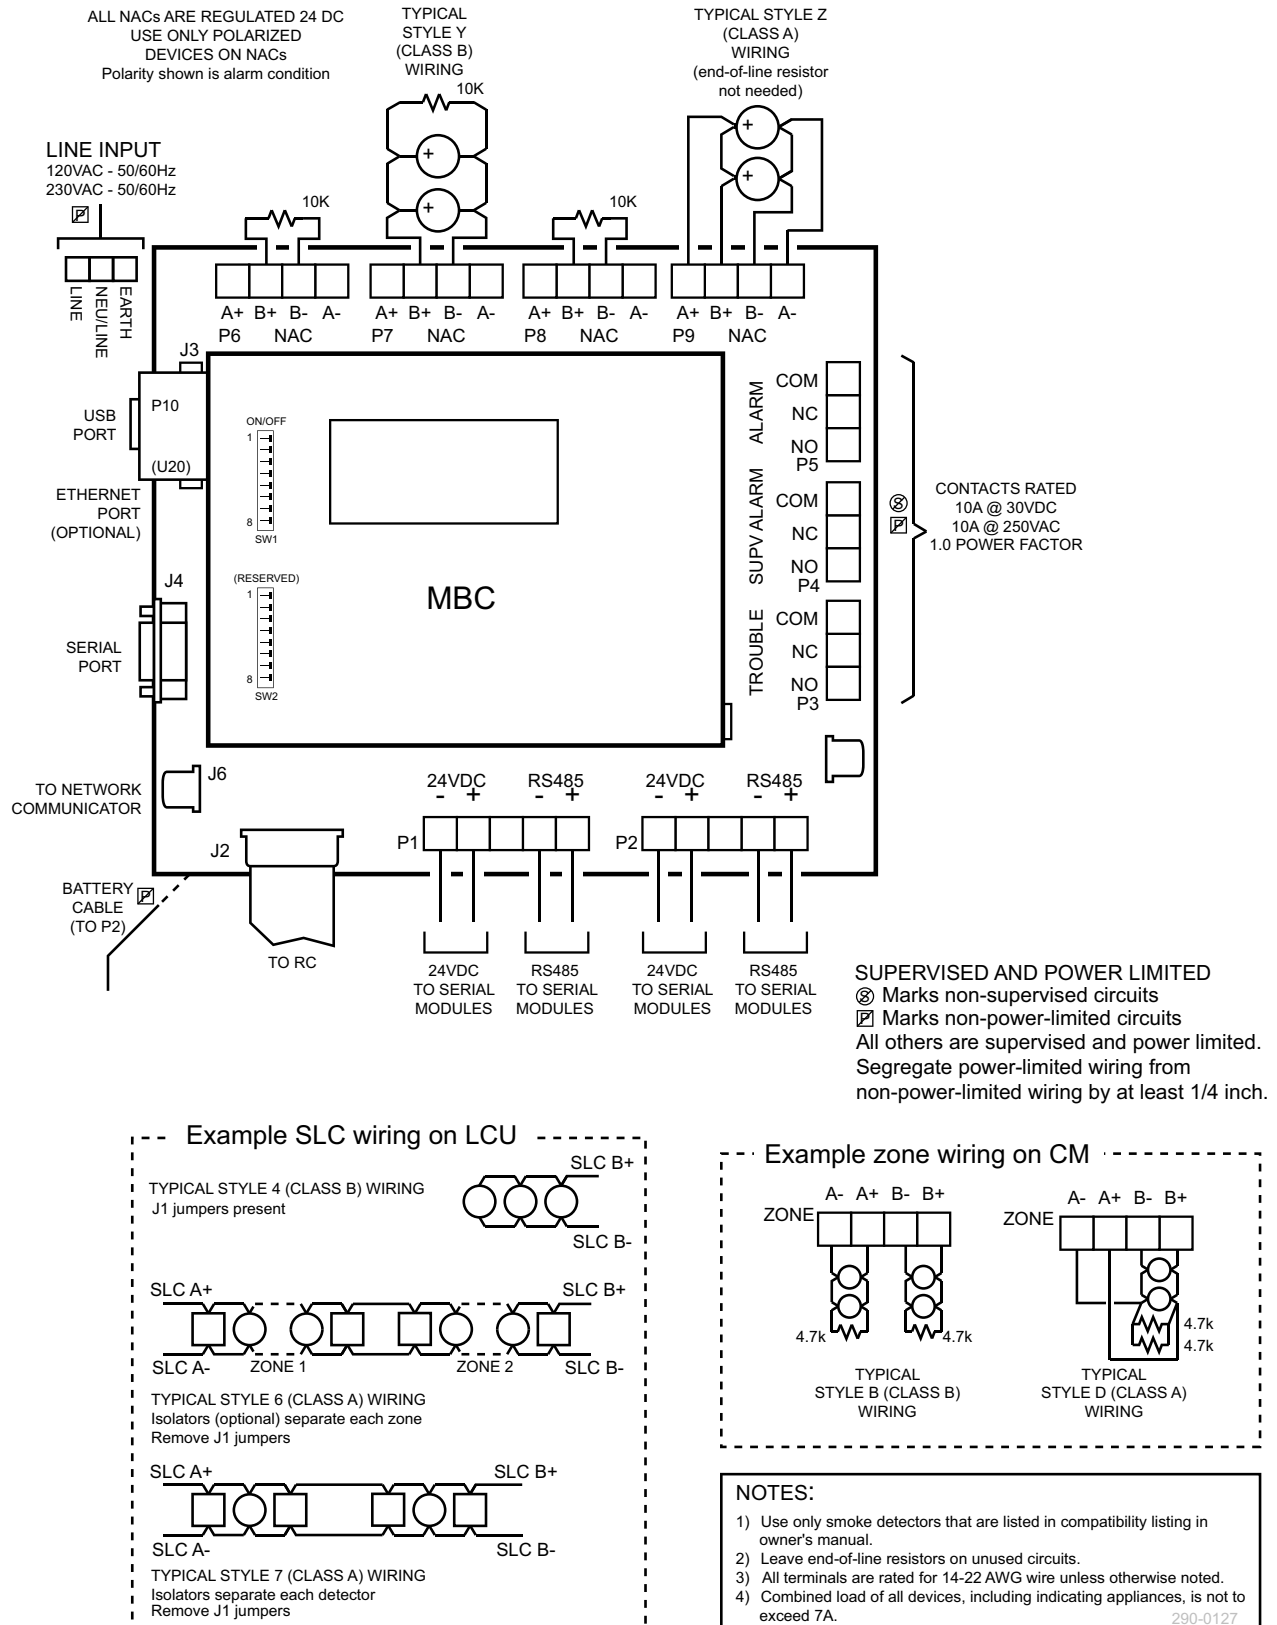 ALL NACs ARE REGULATED 24 DC
USE ONLY POLARIZED
DEVICES ON NACs
Polarity shown is alarm condition
TYPICAL
STYLE Y
(CLASS B)
WIRING
10K
TYPICAL STYLE Z
(CLASS A)
WIRING
(end-of-line resistor
not needed)
+
+
+
+
LINE INPUT
120VAC - 50/60Hz
230VAC - 50/60Hz
P
10K
10K
LINE
NEU/LINE
EARTH
A+ B+ B- A-
P6 NAC
A+ B+ B- A-
P7 NAC
A+ B+ B- A-
P8 NAC
A+ B+ B- A-
P9 NAC
J3
P10
(U20)
USB
PORT
ETHERNET
PORT
(OPTIONAL)
J4
SERIAL
PORT
ON/OFF
1
8
SW1
(RESERVED)
1
8
SW2
MBC
ALARM
COM
NC
NO
P5
SUPV ALARM
COM
NC
NO
P4
TROUBLE
COM
NC
NO
P3
S
P
CONTACTS RATED
10A @ 30VDC
10A @ 250VAC
1.0 POWER FACTOR
J6
TO NETWORK
COMMUNICATOR
J2
TO RC
BATTERY
CABLE
(TO P2)
P
24VDC
- +
RS485
- +
P1
24VDC
- +
RS485
- +
P2
24VDC
TO SERIAL
MODULES
RS485
TO SERIAL
MODULES
24VDC
TO SERIAL
MODULES
RS485
TO SERIAL
MODULES
SUPERVISED AND POWER LIMITED
S Marks non-supervised circuits
P Marks non-power-limited circuits
All others are supervised and power limited.
Segregate power-limited wiring from
non-power-limited wiring by at least 1/4 inch.
Example SLC wiring on LCU
TYPICAL STYLE 4 (CLASS B) WIRING
J1 jumpers present
SLC B+
SLC B-
SLC A+
SLC B+
SLC A-
ZONE 1
ZONE 2
SLC B-
TYPICAL STYLE 6 (CLASS A) WIRING
Isolators (optional) separate each zone
Remove J1 jumpers
SLC A+
SLC B+
SLC A-
SLC B-
TYPICAL STYLE 7 (CLASS A) WIRING
Isolators separate each detector
Remove J1 jumpers
Example zone wiring on CM
A- A+ B- B+
ZONE
4.7k
4.7k
TYPICAL
STYLE B (CLASS B)
WIRING
A- A+ B- B+
ZONE
4.7k
4.7k
TYPICAL
STYLE D (CLASS A)
WIRING
NOTES:
1) Use only smoke detectors that are listed in compatibility listing in
owner's manual.
2) Leave end-of-line resistors on unused circuits.
3) All terminals are rated for 14-22 AWG wire unless otherwise noted.
4) Combined load of all devices, including indicating appliances, is not to
exceed 7A.
290-0127